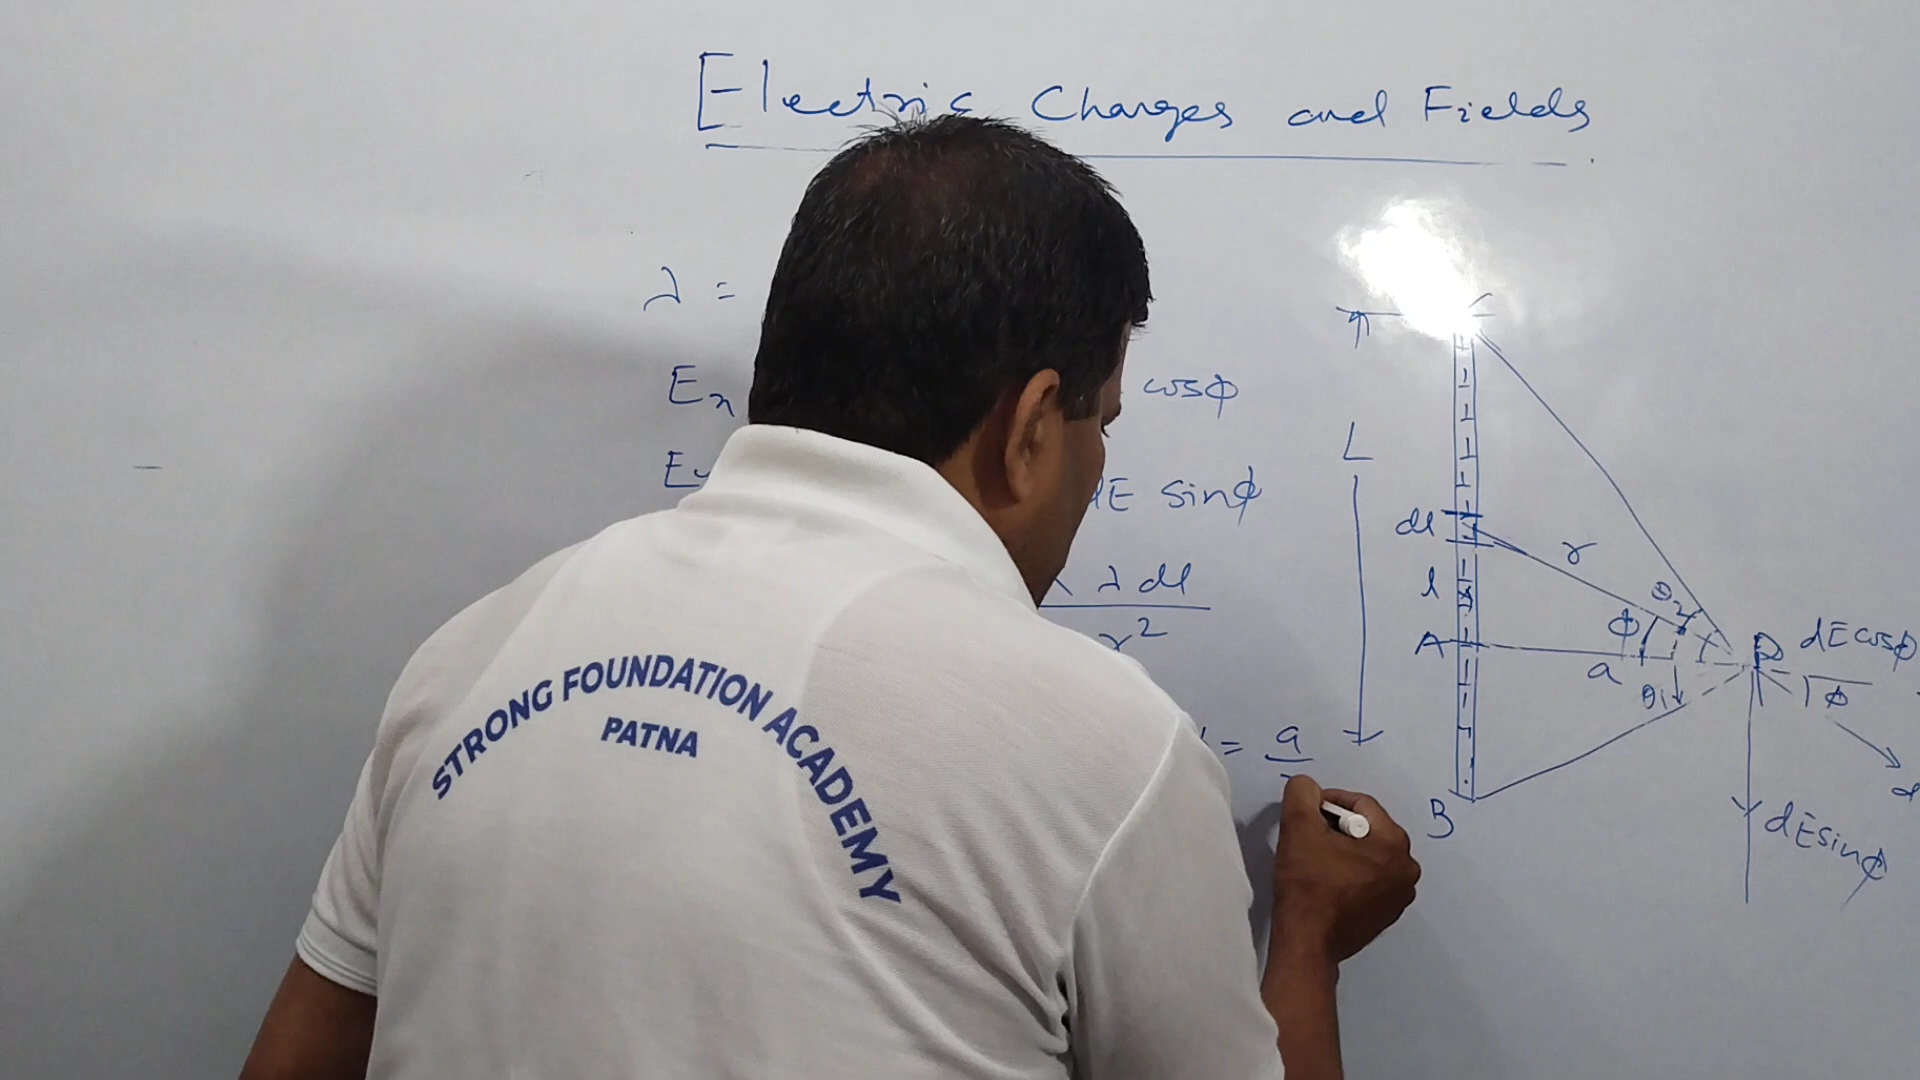 Electric Charges and Fields
λ =
Ex
cosϕ
dE sinϕ
λ dl
r²
= a
L
dl
l
A
B
r
θ₂
ϕ
a
θ₁
P
dE cosϕ
ϕ
dE sinϕ
STRONG FOUNDATION ACADEMY
PATNA